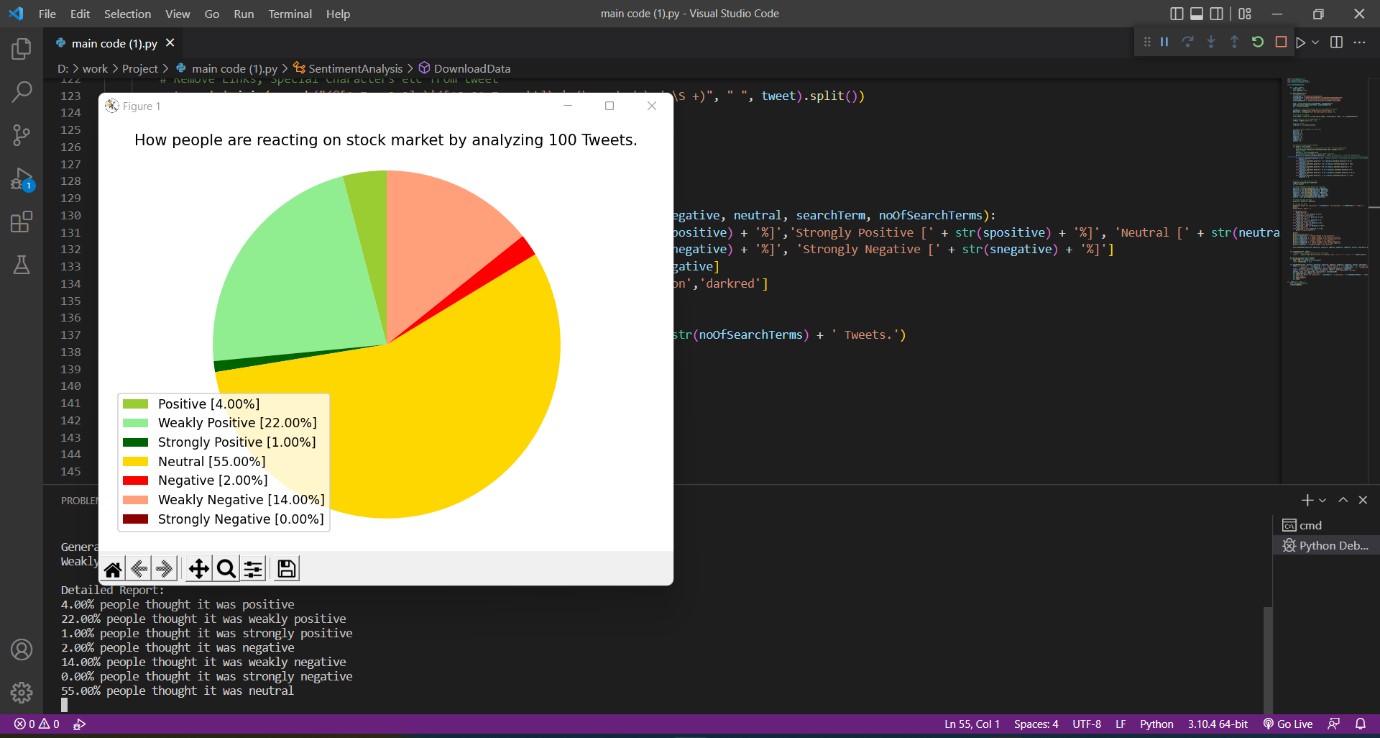 File Edit Selection View Go Run Terminal Help
main code (1).py - Visual Studio Code
main code (1).py
D: > work > Project > main code (1).py > SentimentAnalysis > DownloadData
122 # Remove Links, Special Characters etc from tweet
123 \S +)", " ", tweet).split())
124
125
126
127
128
129
130 egative, neutral, searchTerm, noOfSearchTerms):
131 positive) + '%]','Strongly Positive [' + str(spositive) + '%]', 'Neutral [' + str(neutra
132 negative) + '%]', 'Strongly Negative [' + str(snegative) + '%]']
133 gative]
134 on','darkred']
135
136
137 str(noOfSearchTerms) + ' Tweets.')
138
139
140
141
142
143
144
145
Figure 1
How people are reacting on stock market by analyzing 100 Tweets.
Positive [4.00%]
Weakly Positive [22.00%]
Strongly Positive [1.00%]
Neutral [55.00%]
Negative [2.00%]
Weakly Negative [14.00%]
Strongly Negative [0.00%]
PROBLEM
cmd
Python Deb...
Genera
Weakly
Detailed Report:
4.00% people thought it was positive
22.00% people thought it was weakly positive
1.00% people thought it was strongly positive
2.00% people thought it was negative
14.00% people thought it was weakly negative
0.00% people thought it was strongly negative
55.00% people thought it was neutral
1
0 0
Ln 55, Col 1 Spaces: 4 UTF-8 LF Python 3.10.4 64-bit Go Live